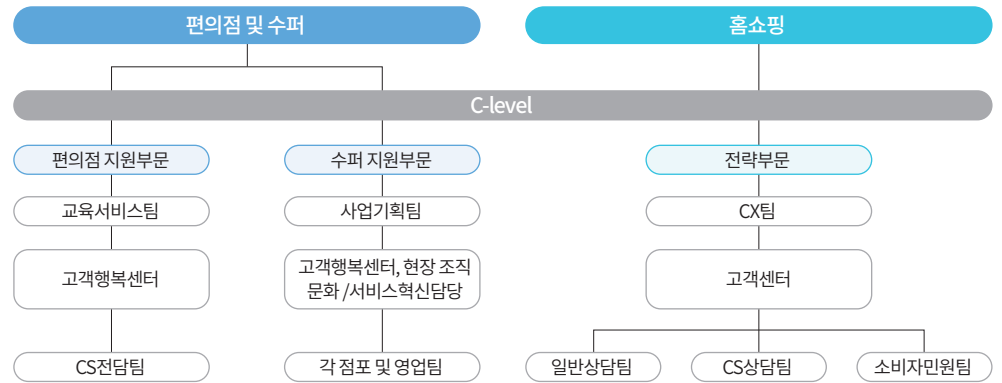 편의점 및 수퍼
홈쇼핑
C-level
편의점 지원부문
수퍼 지원부문
전략부문
교육서비스팀
사업기획팀
CX팀
고객행복센터
고객행복센터, 현장 조직
문화 /서비스혁신담당
고객센터
CS전담팀
각 점포 및 영업팀
일반상담팀
CS상담팀
소비자민원팀